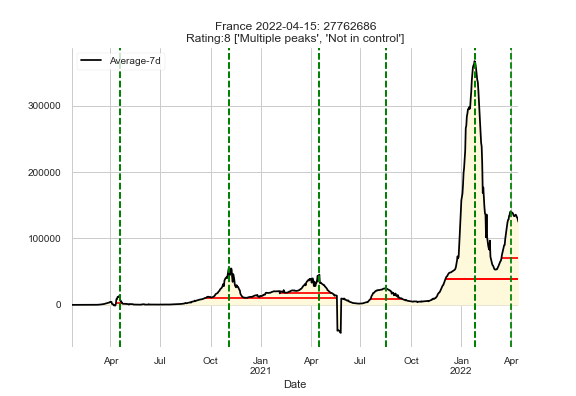 France 2022-04-15: 27762686
Rating:8 ['Multiple peaks', 'Not in control']
Average-7d
300000
200000
100000
0
Apr Jul Oct Jan Apr Jul Oct Jan Apr
2021 2022
Date